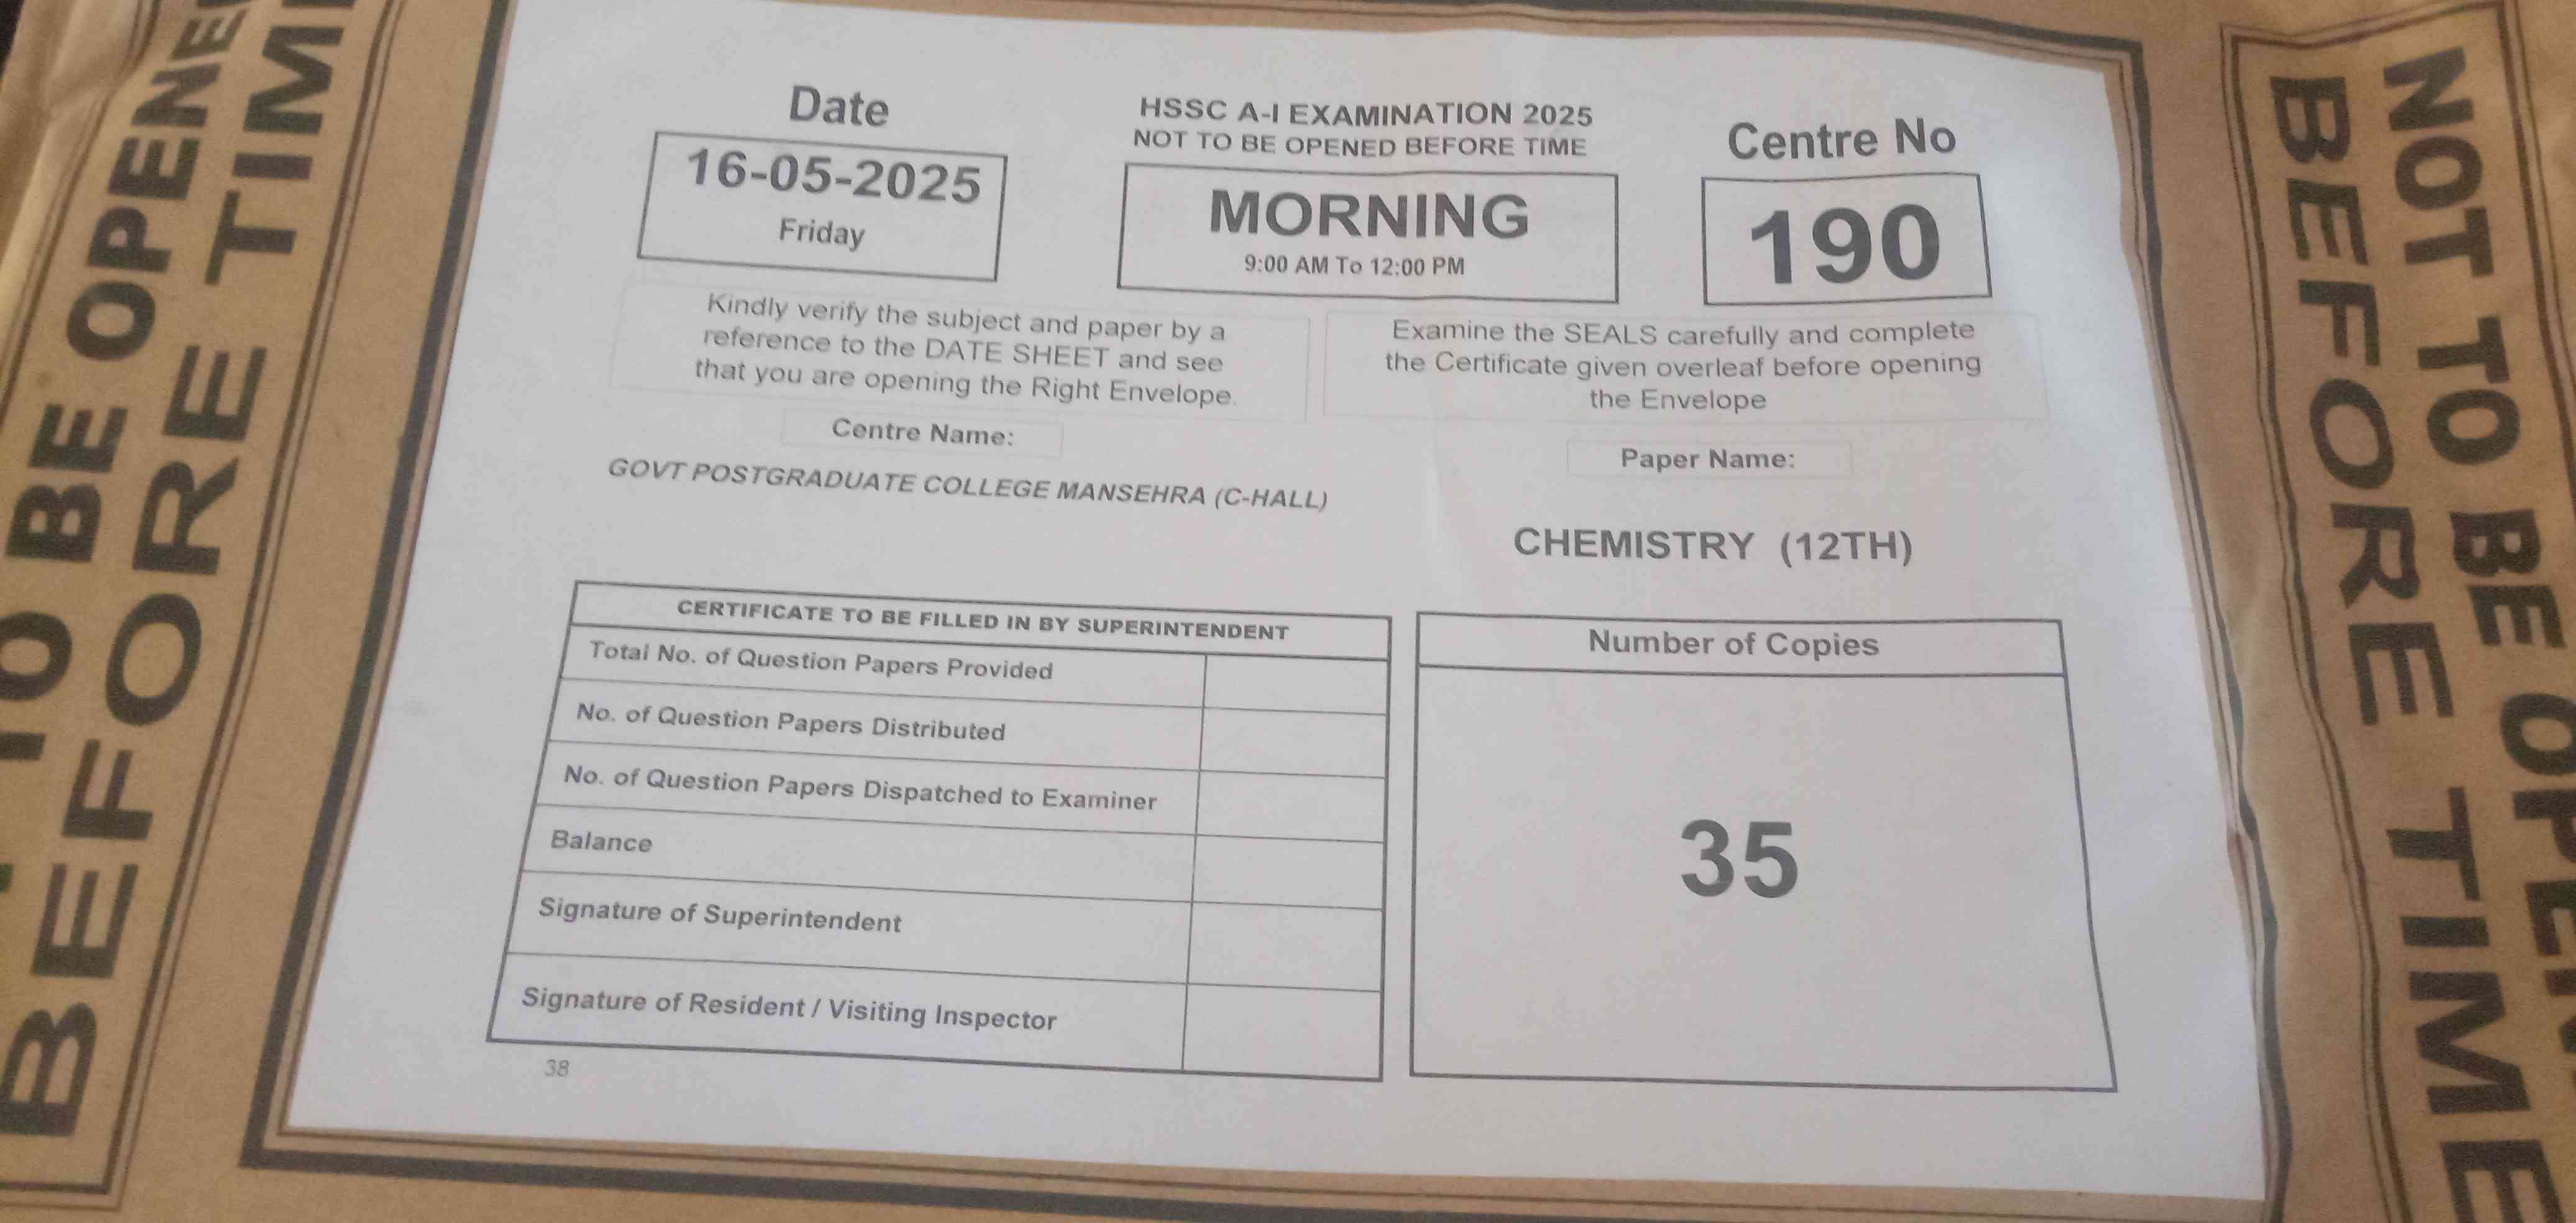 NOT TO BE OPENED
BEFORE TIME
Date
16-05-2025
Friday
HSSC A-I EXAMINATION 2025
NOT TO BE OPENED BEFORE TIME
MORNING
9:00 AM To 12:00 PM
Centre No
190
Kindly verify the subject and paper by a
reference to the DATE SHEET and see
that you are opening the Right Envelope.
Examine the SEALS carefully and complete
the Certificate given overleaf before opening
the Envelope
Centre Name:
GOVT POSTGRADUATE COLLEGE MANSEHRA (C-HALL)
Paper Name:
CHEMISTRY (12TH)
CERTIFICATE TO BE FILLED IN BY SUPERINTENDENT
Total No. of Question Papers Provided
No. of Question Papers Distributed
No. of Question Papers Dispatched to Examiner
Balance
Signature of Superintendent
Signature of Resident / Visiting Inspector
38
Number of Copies
35
NOT TO BE OPEN
BEFORE TIME